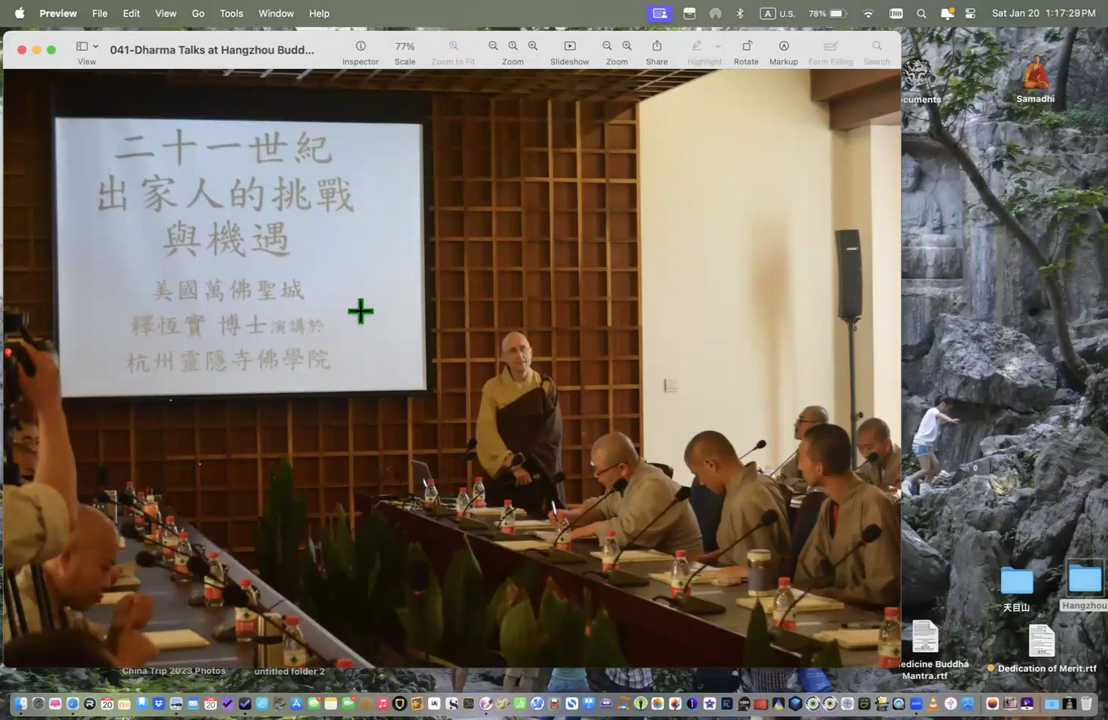 Preview File Edit View Go Tools Window Help
A U.S. 78% Sat Jan 20 1:17:29 PM
041-Dharma Talks at Hangzhou Budd...
77%
View Inspector Scale Zoom to Fit Zoom Slideshow Zoom Share Highlight Rotate Markup Form Filling Search
二十一世紀
出家人的挑戰
與機遇
美國萬佛聖城
釋恆實 博士演講於
杭州靈隱寺佛學院
cuments
Samadhi
天目山
Hangzhou
edicine Buddha
Mantra.rtf
Dedication of Merit.rtf
China Trip 2023 Photos
untitled folder 2